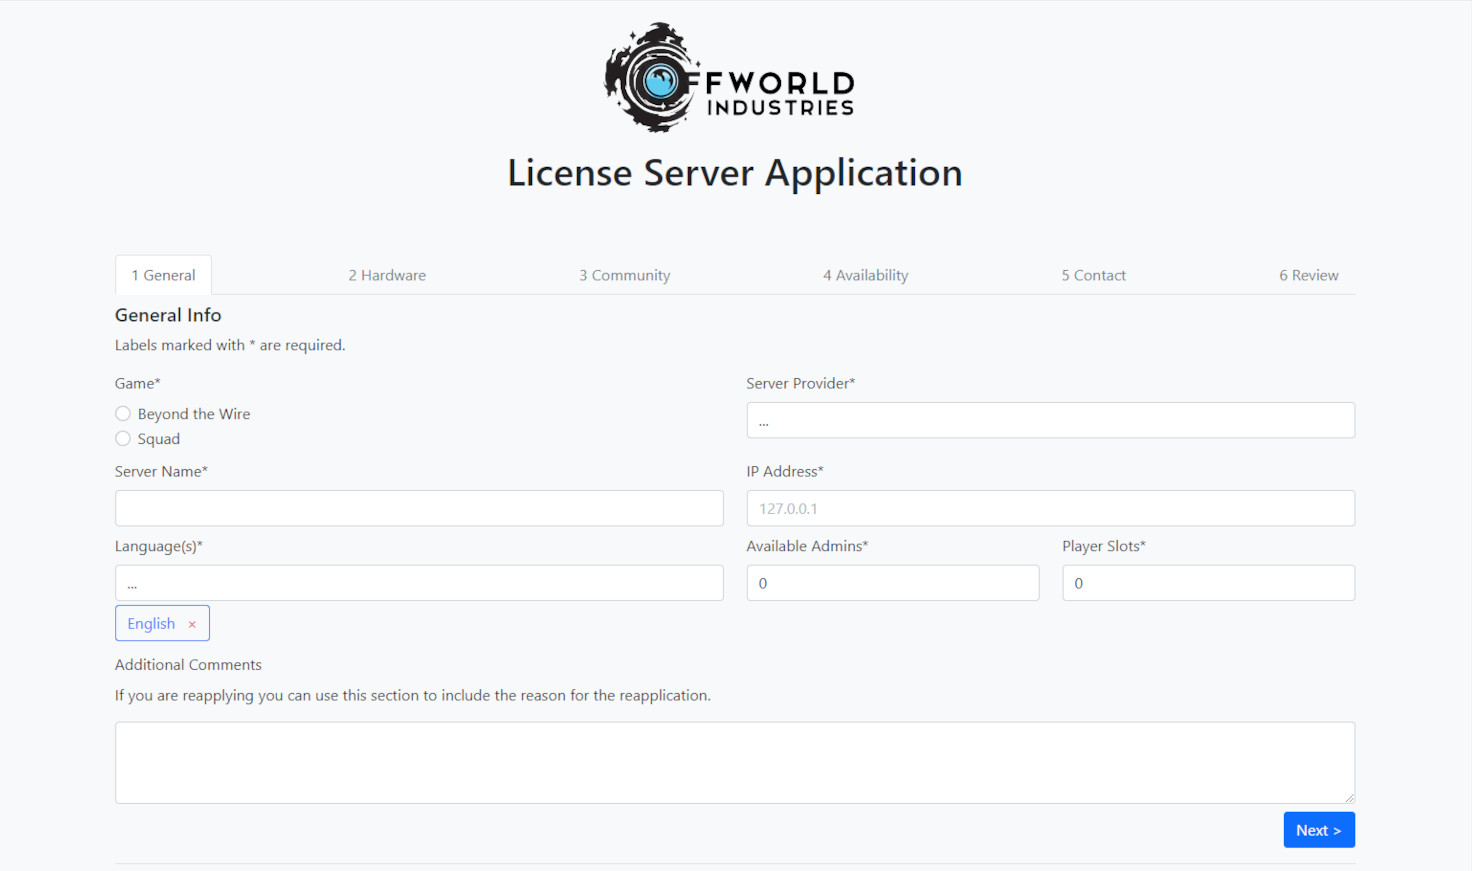 FFWORLD
INDUSTRIES
License Server Application
1 General
2 Hardware
3 Community
4 Availability
5 Contact
6 Review
General Info
Labels marked with * are required.
Game*
Beyond the Wire
Squad
Server Provider*
...
Server Name*
IP Address*
127.0.0.1
Language(s)*
...
English ×
Available Admins*
0
Player Slots*
0
Additional Comments
If you are reapplying you can use this section to include the reason for the reapplication.
Next >